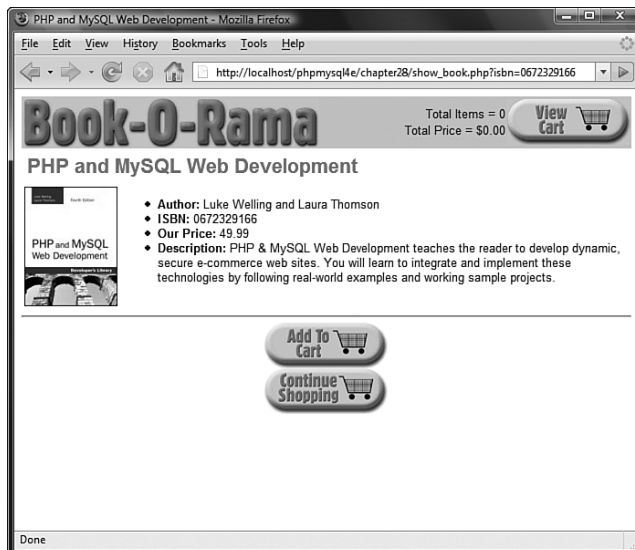 PHP and MySQL Web Development - Mozilla Firefox
File Edit View History Bookmarks Tools Help
http://localhost/phpmysql4e/chapter28/show_book.php?isbn=0672329166
Book-O-Rama
Total Items = 0
Total Price = $0.00
View
Cart
PHP and MySQL Web Development
Fourth Edition
PHP and MySQL
Web Development
Developer's Library
Author: Luke Welling and Laura Thomson
ISBN: 0672329166
Our Price: 49.99
Description: PHP & MySQL Web Development teaches the reader to develop dynamic,
secure e-commerce web sites. You will learn to integrate and implement these
technologies by following real-world examples and working sample projects.
Add To
Cart
Continue
Shopping
Done